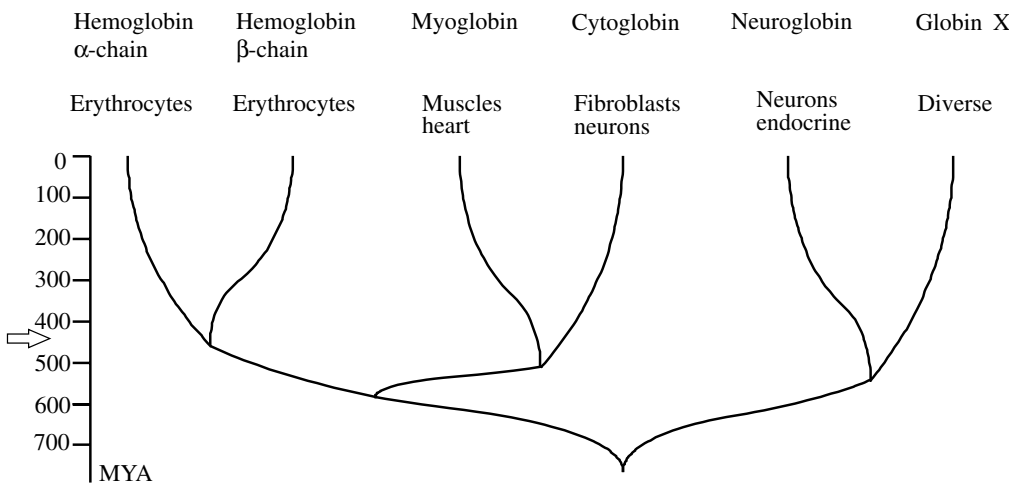 Hemoglobin Hemoglobin Myoglobin Cytoglobin Neuroglobin Globin X
α-chain β-chain
Erythrocytes Erythrocytes Muscles Fibroblasts Neurons Diverse
heart neurons endocrine
0
100
200
300
400
500
600
700
MYA